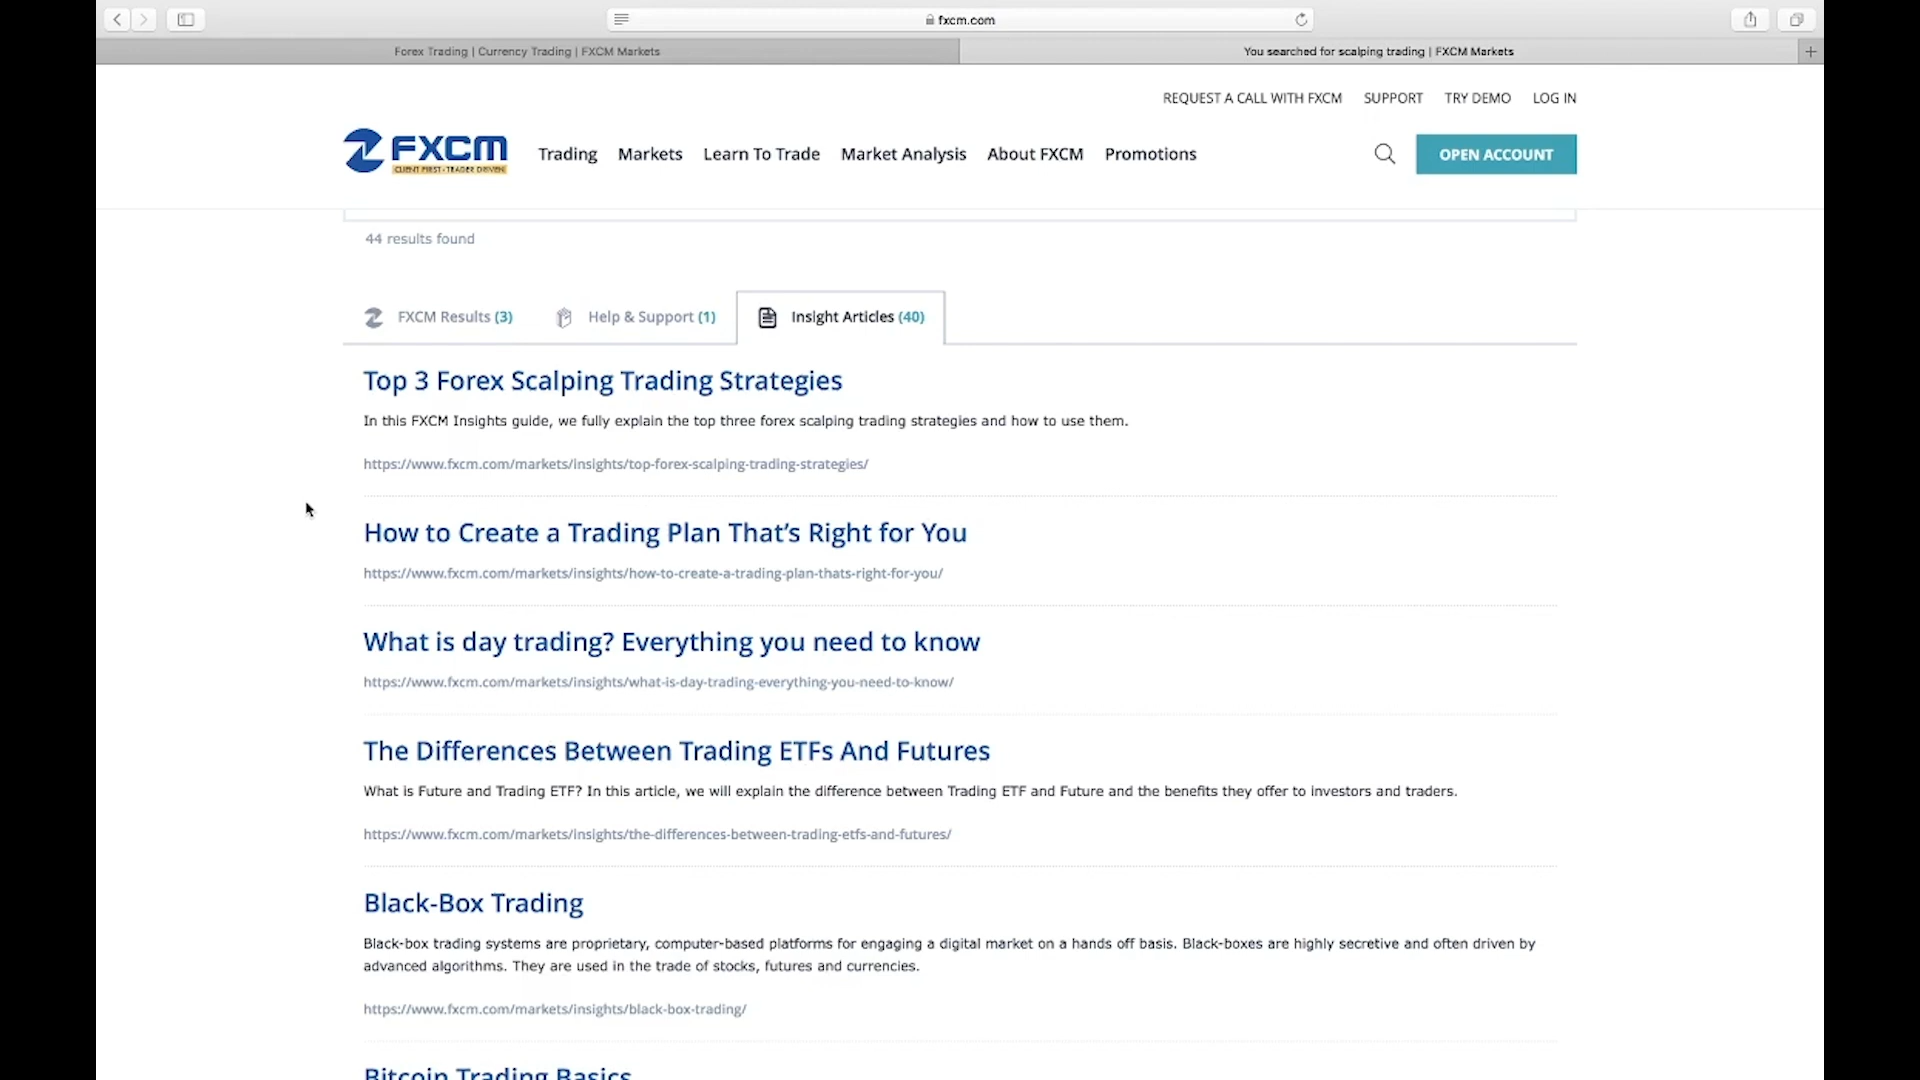 fxcm.com
Forex Trading | Currency Trading | FXCM Markets
You searched for scalping trading | FXCM Markets
REQUEST A CALL WITH FXCM SUPPORT TRY DEMO LOG IN
FXCM
CLIENT FIRST · TRADER DRIVEN
Trading Markets Learn To Trade Market Analysis About FXCM Promotions
OPEN ACCOUNT
44 results found
FXCM Results (3) Help & Support (1) Insight Articles (40)
Top 3 Forex Scalping Trading Strategies
In this FXCM Insights guide, we fully explain the top three forex scalping trading strategies and how to use them.
https://www.fxcm.com/markets/insights/top-forex-scalping-trading-strategies/
How to Create a Trading Plan That’s Right for You
https://www.fxcm.com/markets/insights/how-to-create-a-trading-plan-thats-right-for-you/
What is day trading? Everything you need to know
https://www.fxcm.com/markets/insights/what-is-day-trading-everything-you-need-to-know/
The Differences Between Trading ETFs And Futures
What is Future and Trading ETF? In this article, we will explain the difference between Trading ETF and Future and the benefits they offer to investors and traders.
https://www.fxcm.com/markets/insights/the-differences-between-trading-etfs-and-futures/
Black-Box Trading
Black-box trading systems are proprietary, computer-based platforms for engaging a digital market on a hands off basis. Black-boxes are highly secretive and often driven by
advanced algorithms. They are used in the trade of stocks, futures and currencies.
https://www.fxcm.com/markets/insights/black-box-trading/
Bitcoin Trading Basics